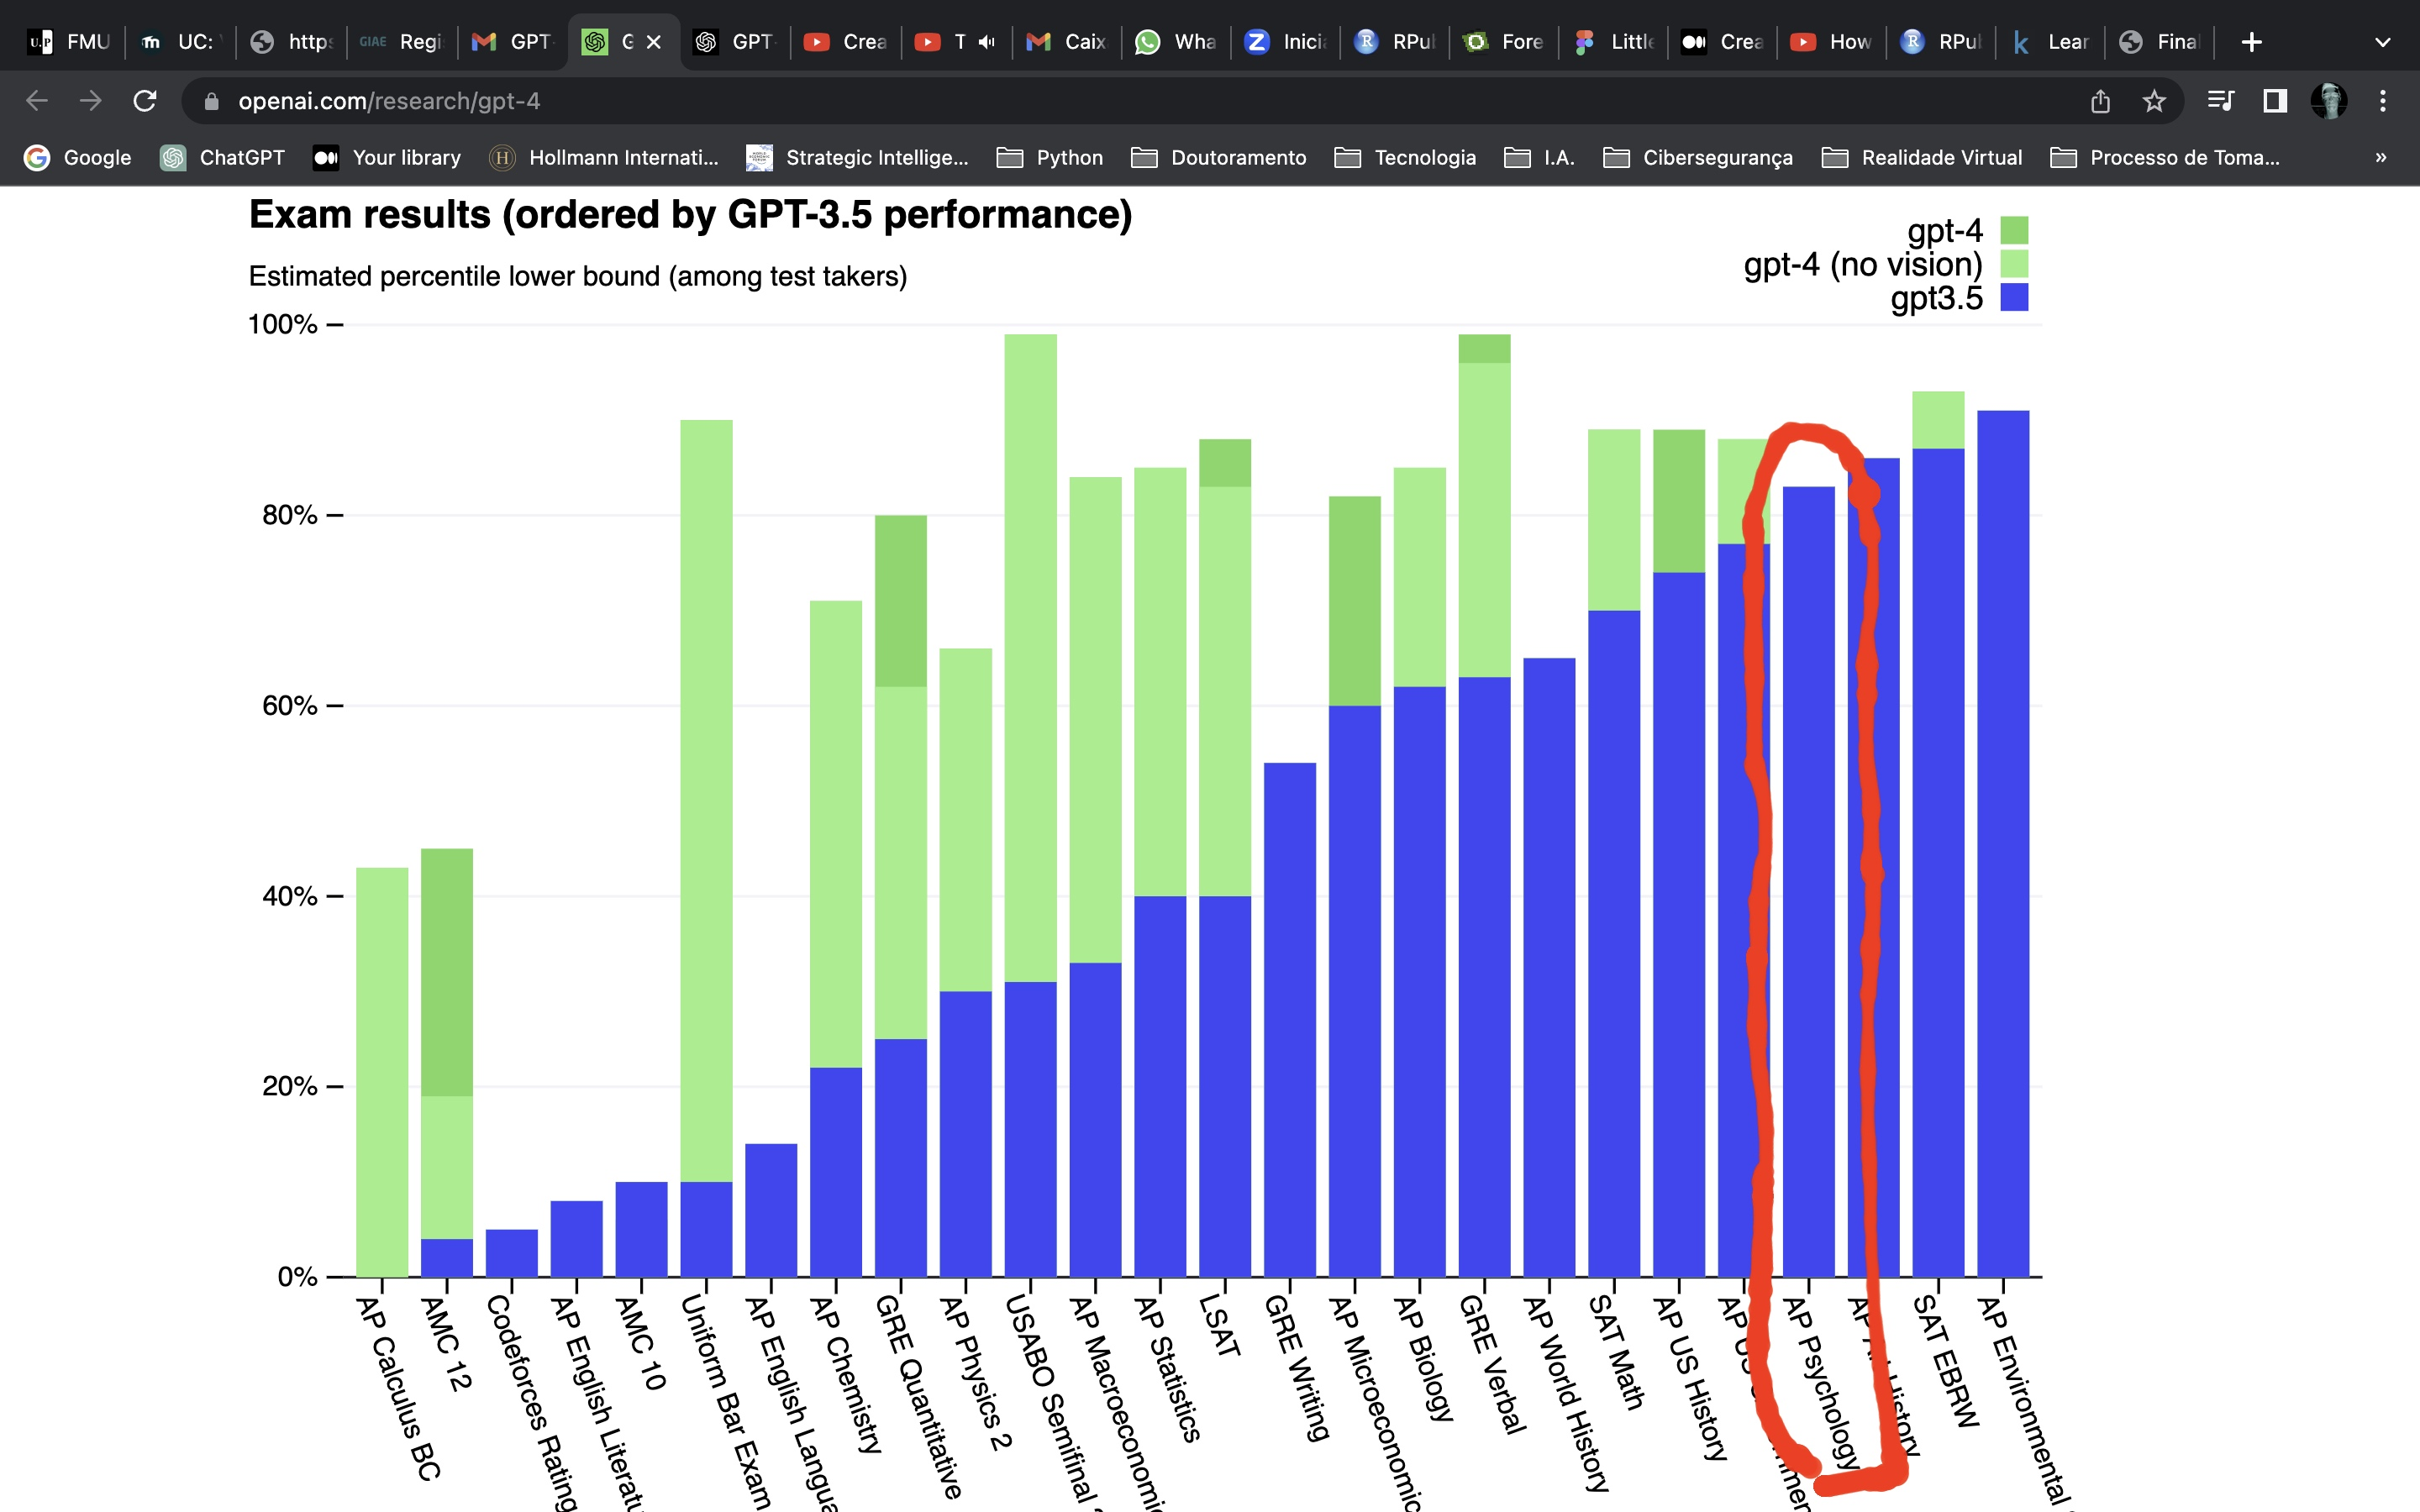 FMU
UC:
http:
GIAE Regi
GPT
G
GPT-
Crea
T
Caix
Wha
Inici
RPul
Fore
Little
Crea
How
RPul
Lear
Final
openai.com/research/gpt-4
Google
ChatGPT
Your library
Hollmann Internati...
Strategic Intellige...
Python
Doutoramento
Tecnologia
I.A.
Cibersegurança
Realidade Virtual
Processo de Toma...
»
Exam results (ordered by GPT-3.5 performance)
Estimated percentile lower bound (among test takers)
gpt-4
gpt-4 (no vision)
gpt3.5
100%
80%
60%
40%
20%
0%
AP Calculus BC
AMC 12
Codeforces Rating
AP English Literatu
AMC 10
Uniform Bar Exam
AP English Langua
AP Chemistry
GRE Quantitative
AP Physics 2
USABO Semifinal
AP Macroeconomic
AP Statistics
LSAT
GRE Writing
AP Microeconomic
AP Biology
GRE Verbal
AP World History
SAT Math
AP US History
AP
AP Psychology
AP History
SAT EBRW
AP Environmental